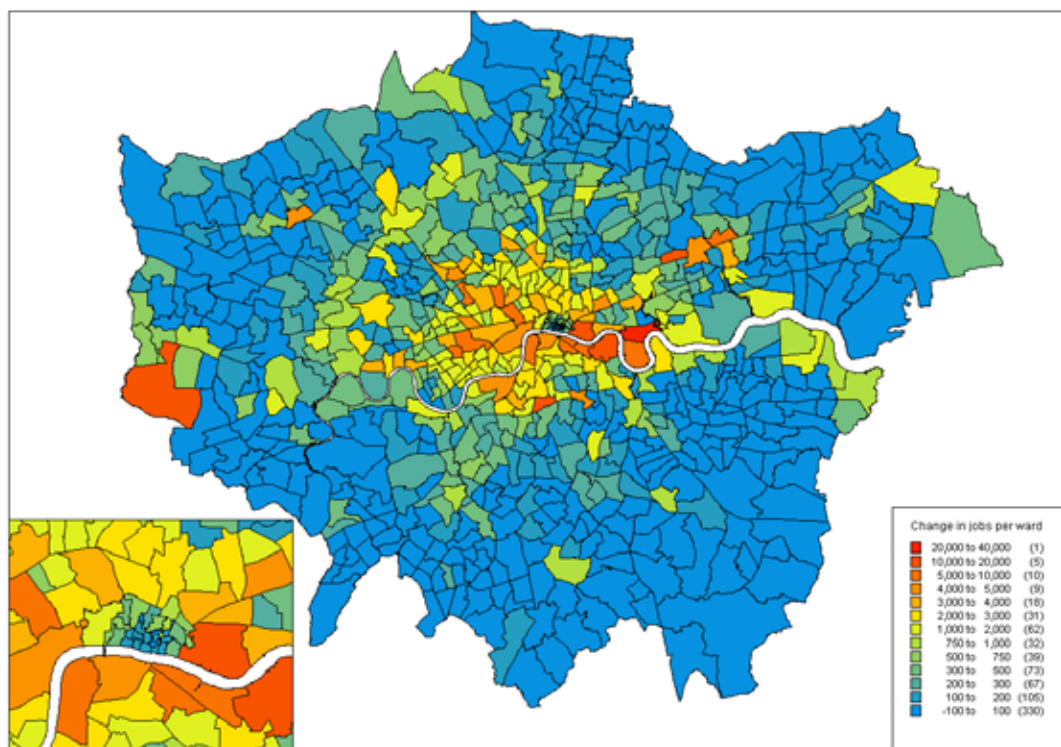 Change in jobs per ward
20,000 to 40,000 (1)
10,000 to 20,000 (5)
5,000 to 10,000 (10)
4,000 to 5,000 (9)
3,000 to 4,000 (18)
2,000 to 3,000 (31)
1,000 to 2,000 (62)
750 to 1,000 (32)
500 to 750 (39)
300 to 500 (73)
200 to 300 (67)
100 to 200 (105)
-100 to 100 (330)